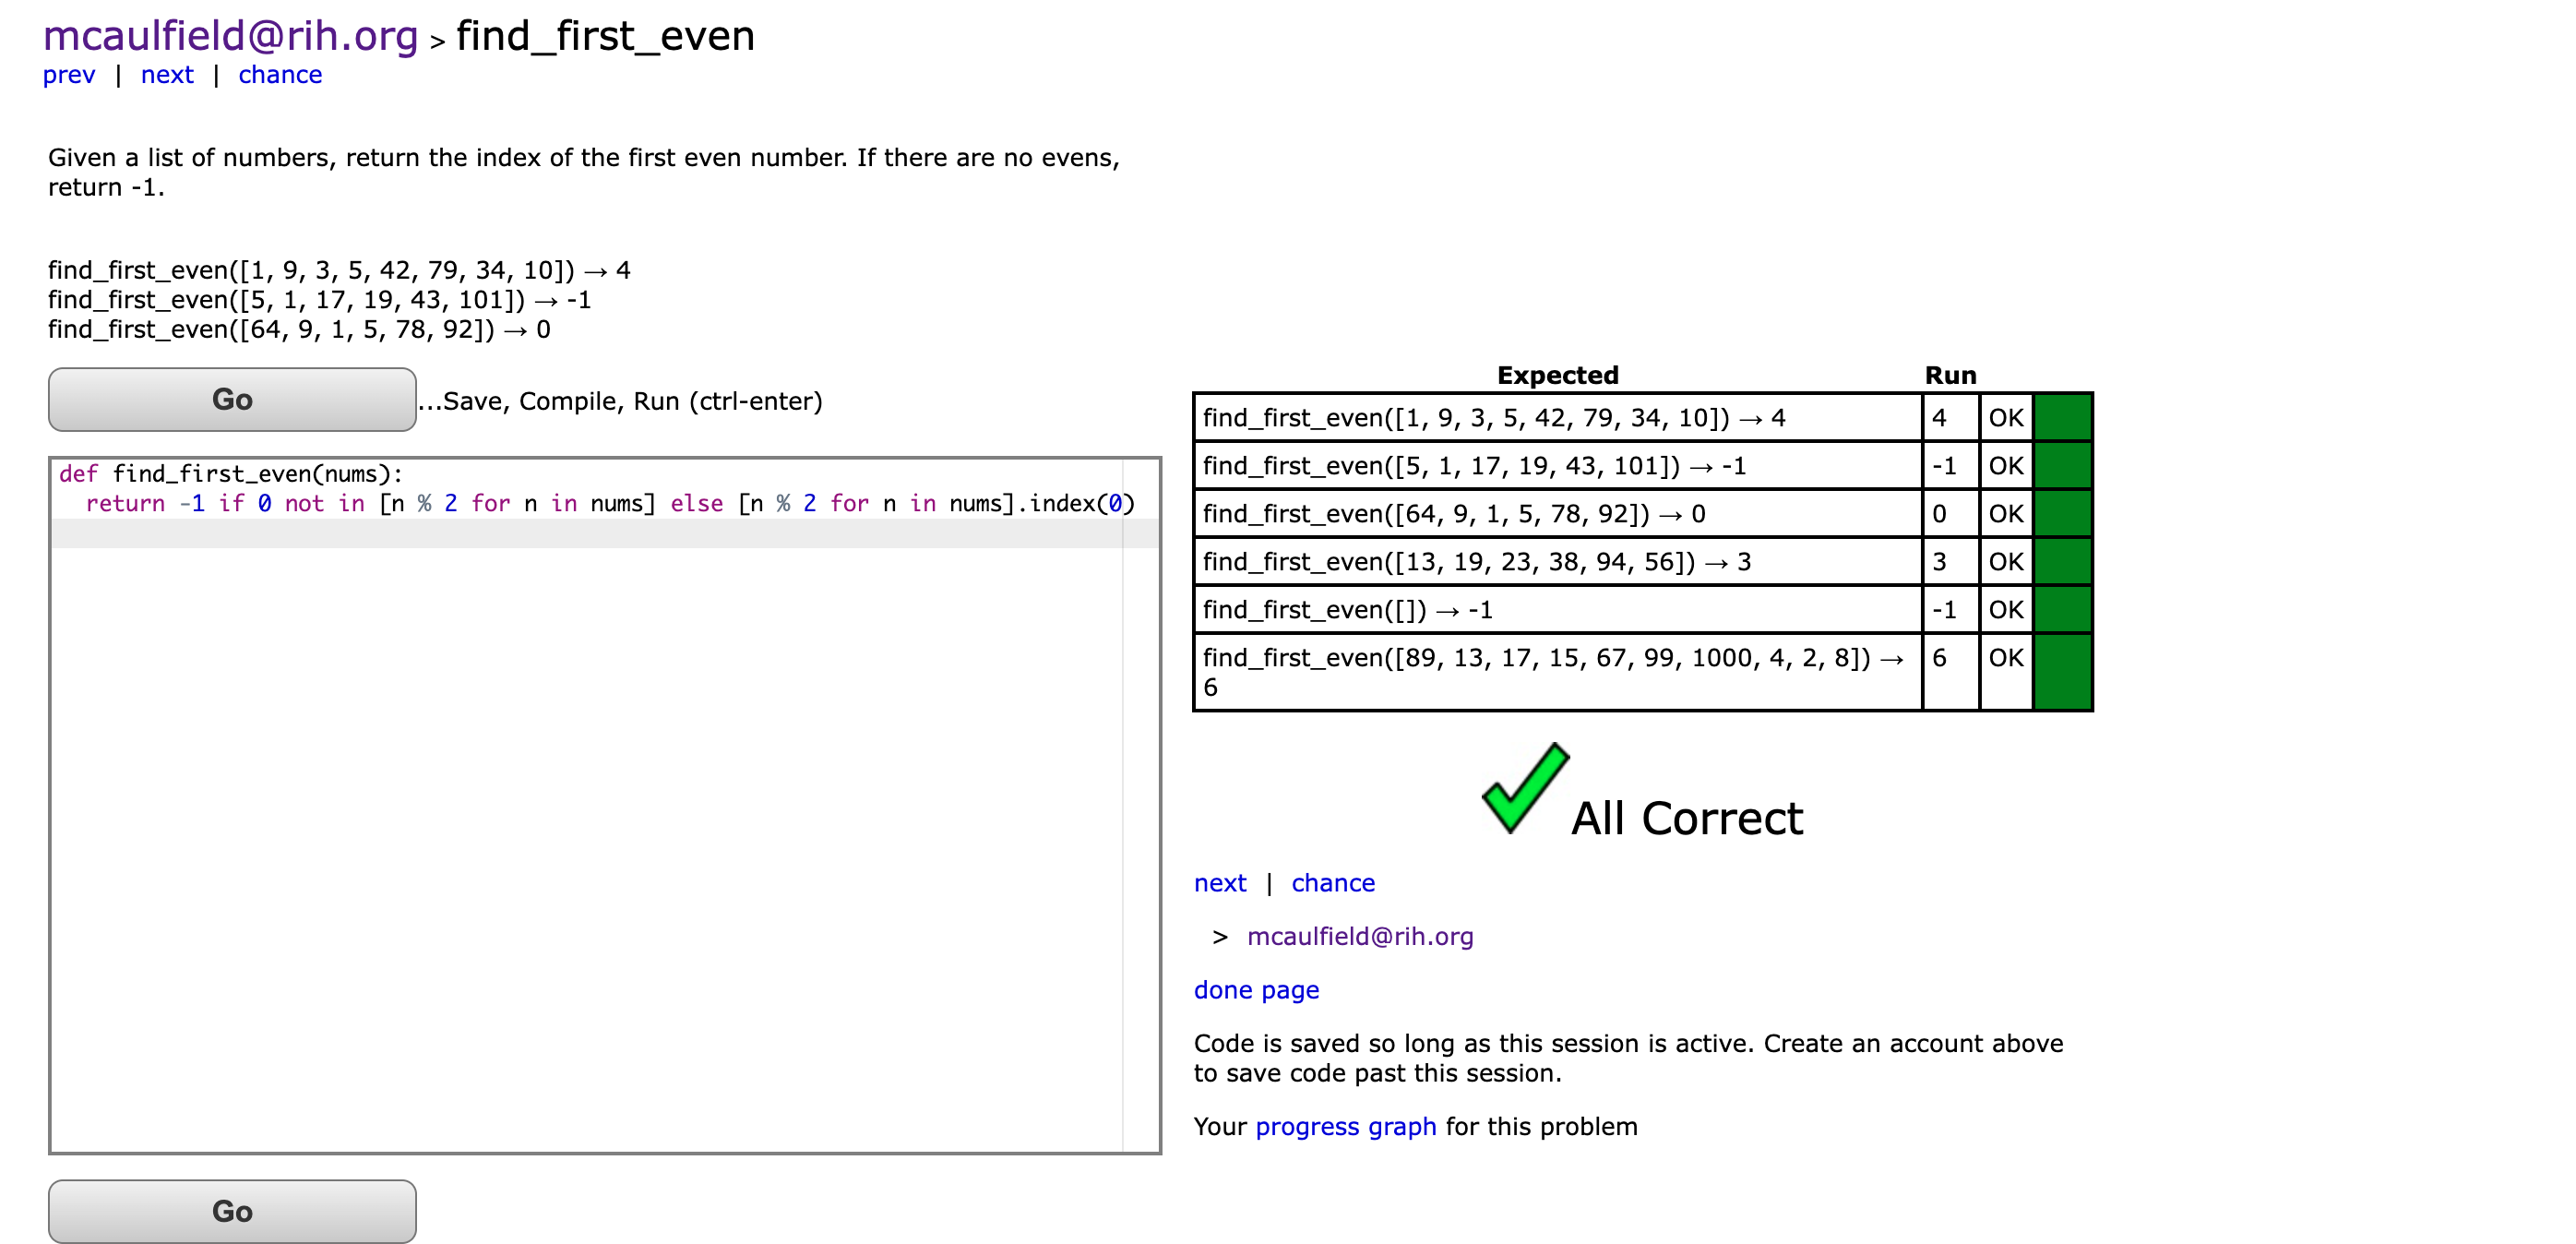 mcaulfield@rih.org > find_first_even
prev | next | chance
Given a list of numbers, return the index of the first even number. If there are no evens,
return -1.
find_first_even([1, 9, 3, 5, 42, 79, 34, 10]) → 4
find_first_even([5, 1, 17, 19, 43, 101]) → -1
find_first_even([64, 9, 1, 5, 78, 92]) → 0
Go ...Save, Compile, Run (ctrl-enter)
def find_first_even(nums):
  return -1 if 0 not in [n % 2 for n in nums] else [n % 2 for n in nums].index(0)
Go
Expected Run
find_first_even([1, 9, 3, 5, 42, 79, 34, 10]) → 4 4 OK
find_first_even([5, 1, 17, 19, 43, 101]) → -1 -1 OK
find_first_even([64, 9, 1, 5, 78, 92]) → 0 0 OK
find_first_even([13, 19, 23, 38, 94, 56]) → 3 3 OK
find_first_even([]) → -1 -1 OK
find_first_even([89, 13, 17, 15, 67, 99, 1000, 4, 2, 8]) → 6 OK
6
All Correct
next | chance
> mcaulfield@rih.org
done page
Code is saved so long as this session is active. Create an account above
to save code past this session.
Your progress graph for this problem